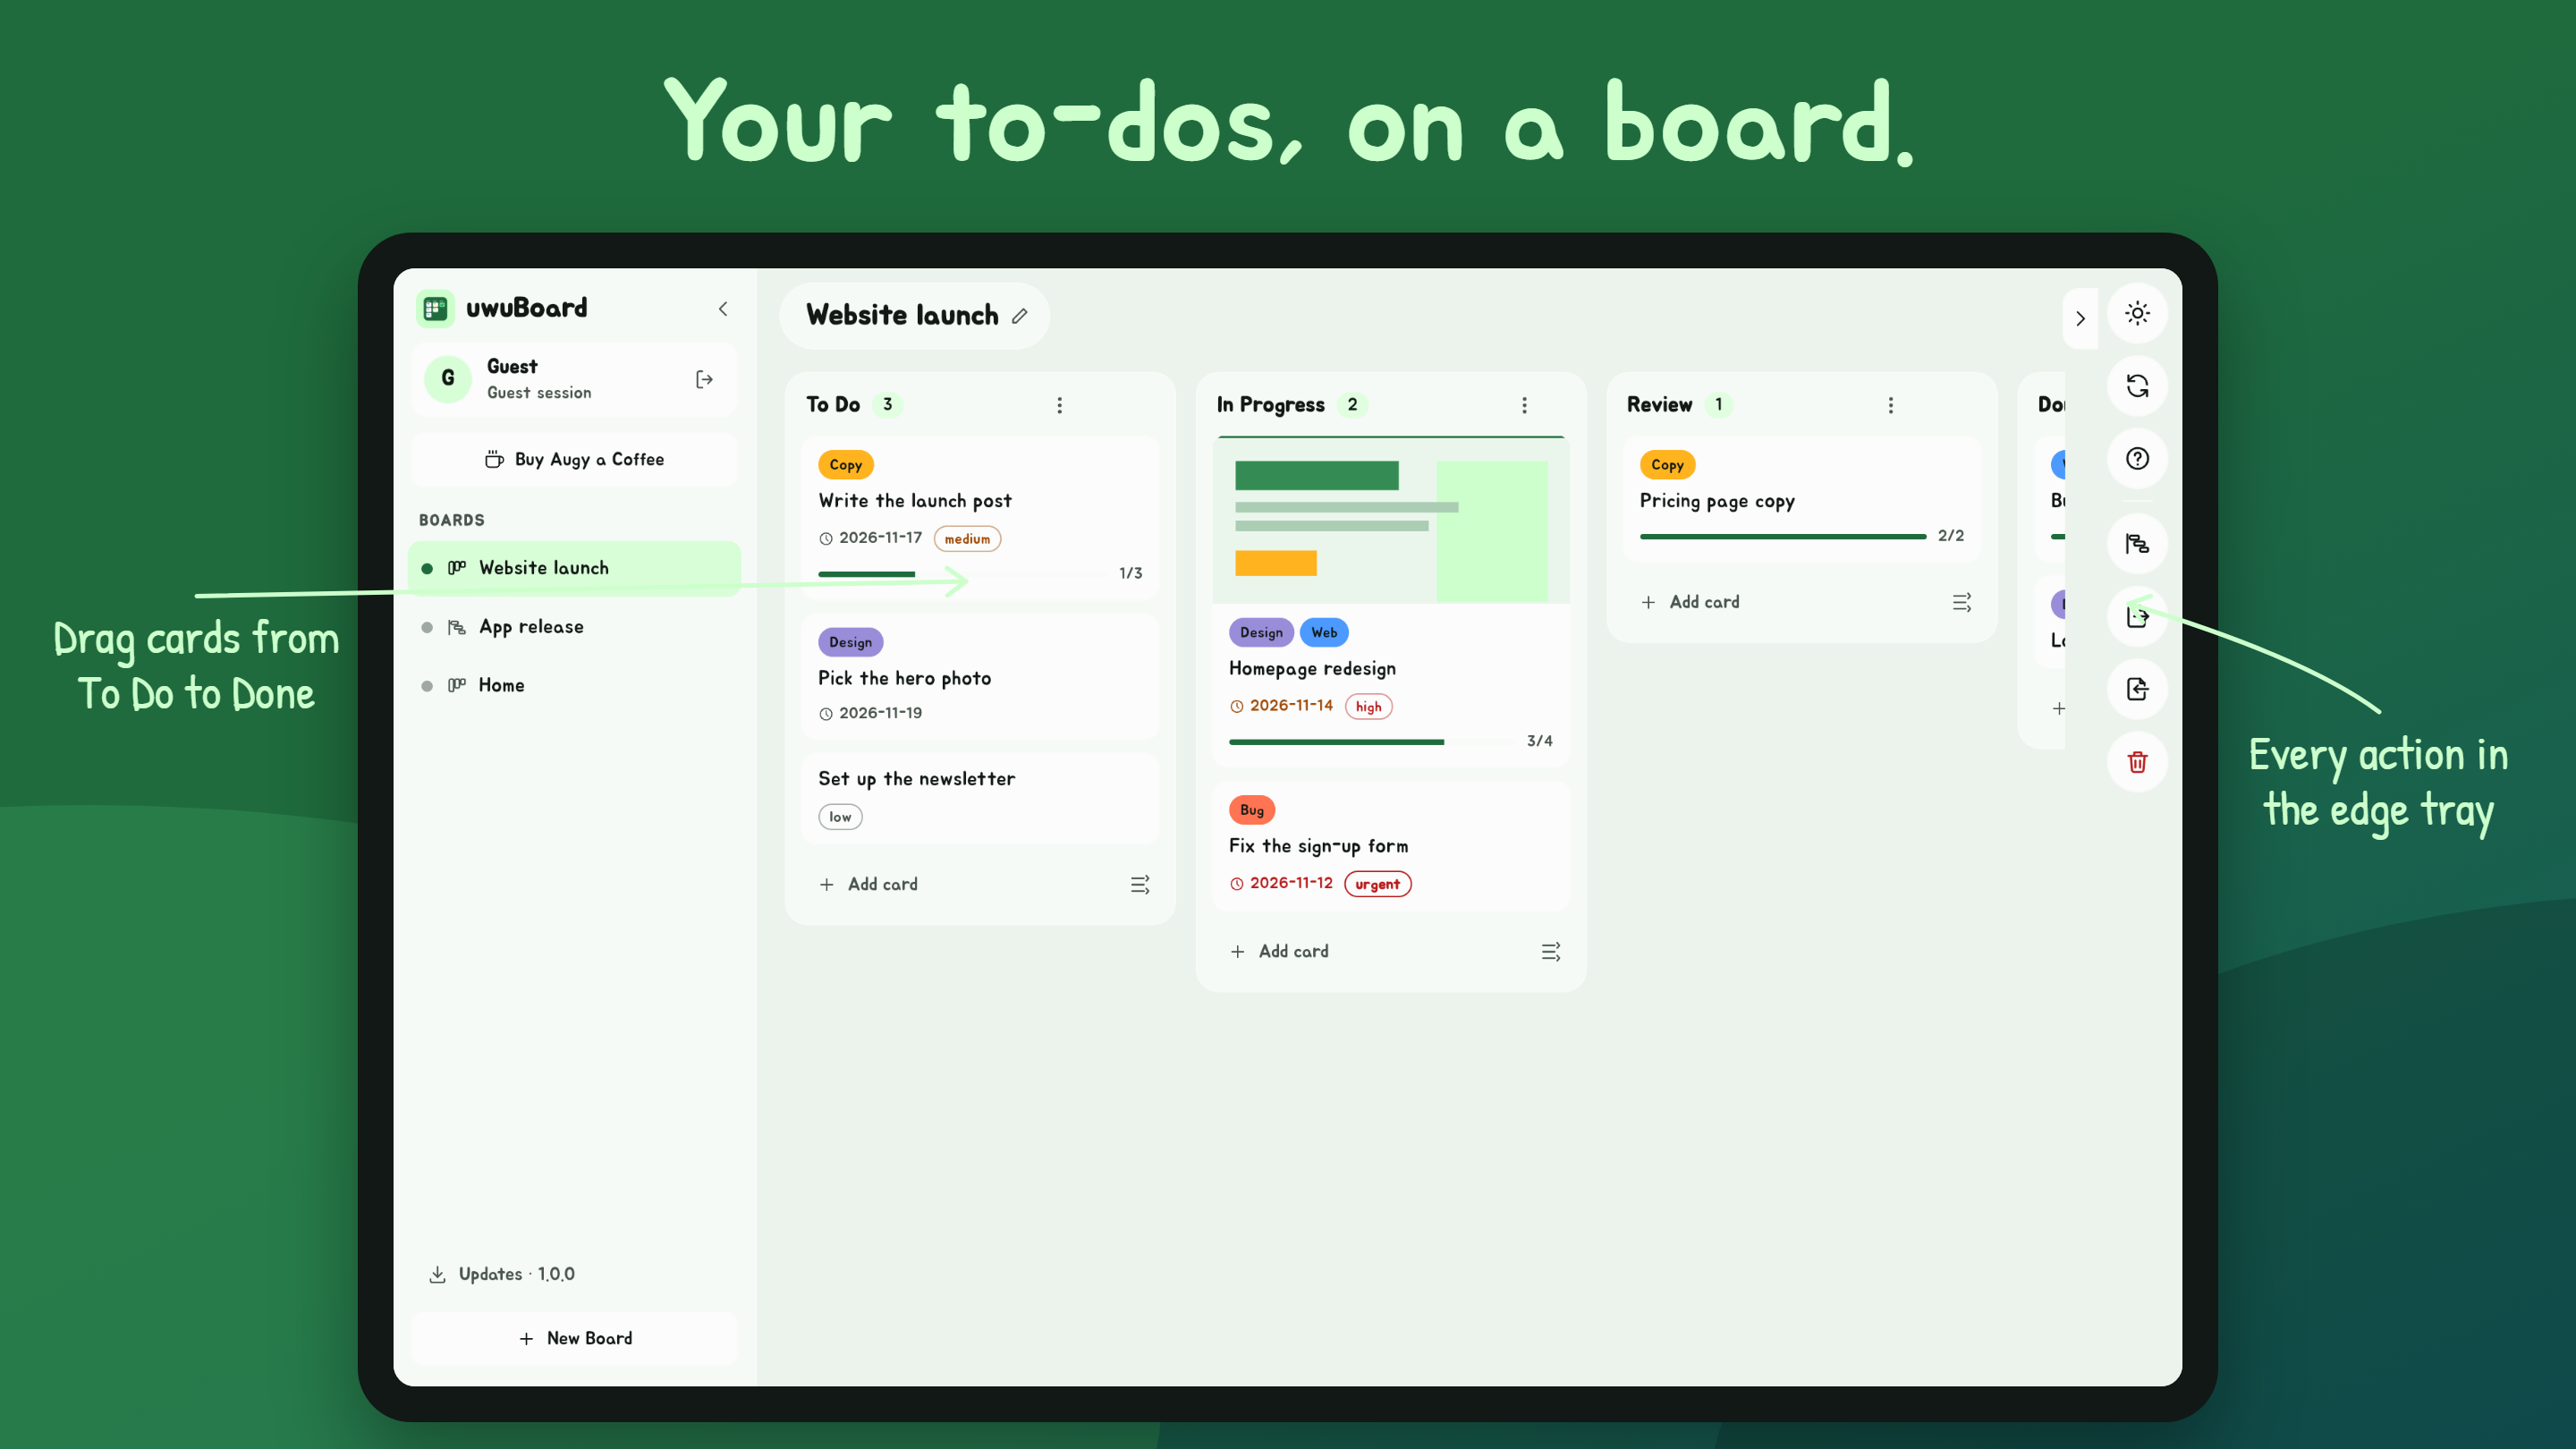 Your to-dos, on a board.
uwuBoard
G
Guest
Guest session
Buy Augy a Coffee
BOARDS
Website launch
App release
Home
Updates · 1.0.0
+ New Board
Website launch
To Do 3
Copy
Write the launch post
2026-11-17 medium
1/3
Design
Pick the hero photo
2026-11-19
Set up the newsletter
low
+ Add card
In Progress 2
Design Web
Homepage redesign
2026-11-14 high
3/4
Bug
Fix the sign-up form
2026-11-12 urgent
+ Add card
Review 1
Copy
Pricing page copy
2/2
+ Add card
Drag cards from
To Do to Done
Every action in
the edge tray